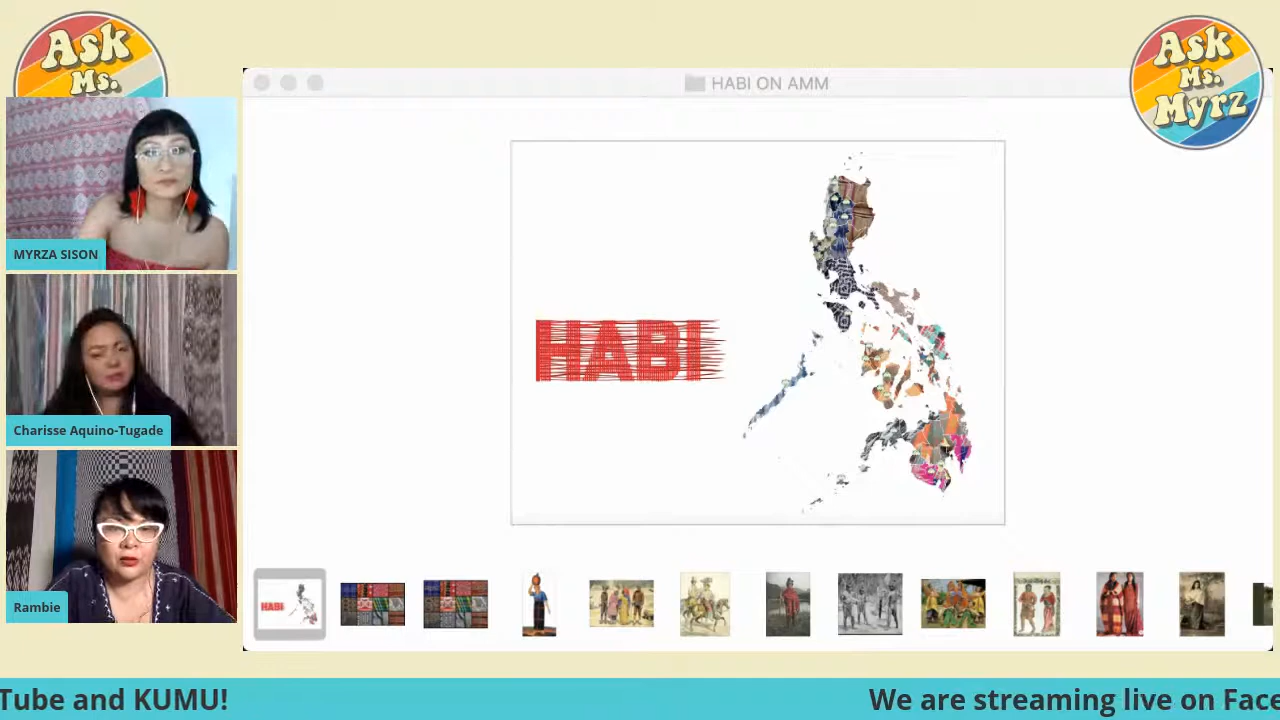 Ask
Ms.
MYRZA SISON
Charisse Aquino-Tugade
Rambie
HABI ON AMM
HABI
HABI
Ask
Ms.
Myrz
Tube and KUMU!
We are streaming live on Face